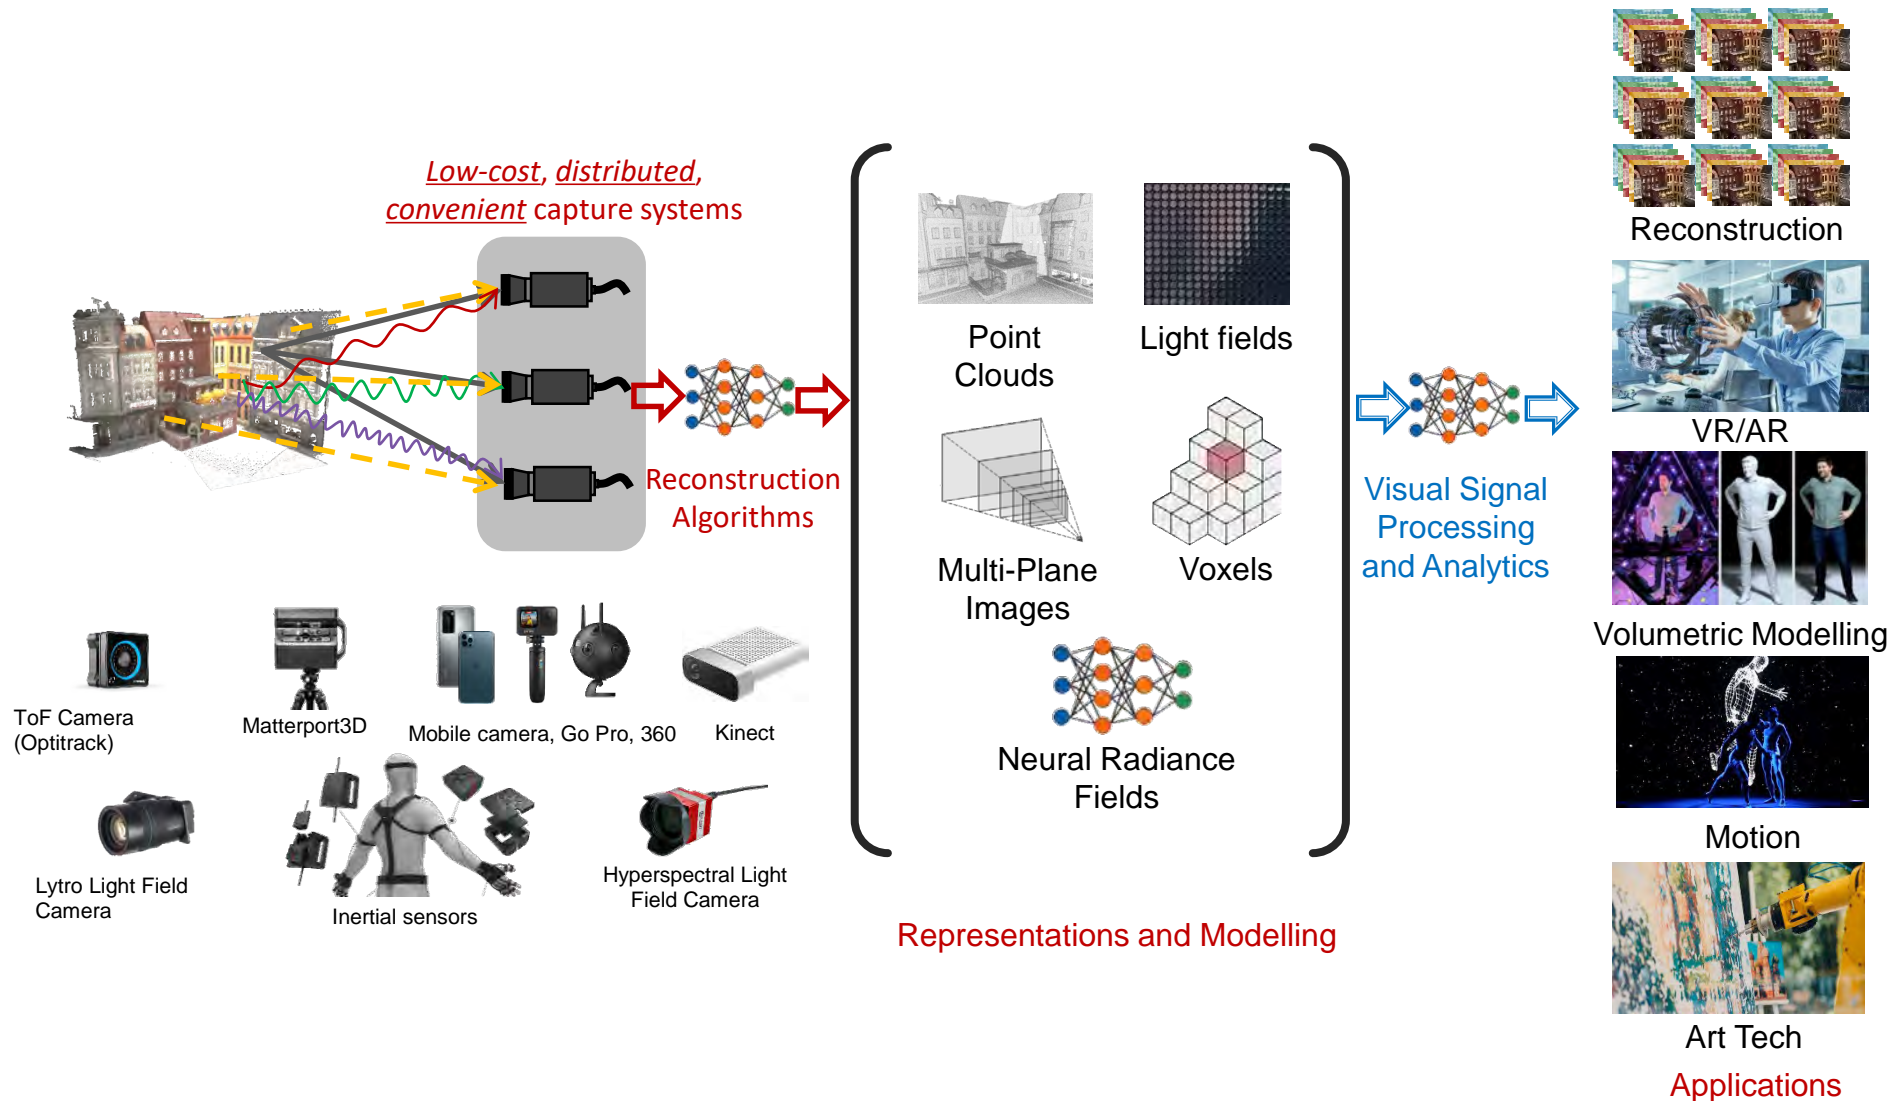 Low-cost, distributed,
convenient capture systems
Reconstruction
Algorithms
ToF Camera
(Optitrack)
Matterport3D
Mobile camera, Go Pro, 360
Kinect
Lytro Light Field
Camera
Inertial sensors
Hyperspectral Light
Field Camera
Point
Clouds
Light fields
Multi-Plane
Images
Voxels
Neural Radiance
Fields
Representations and Modelling
Visual Signal
Processing
and Analytics
Reconstruction
VR/AR
Volumetric Modelling
Motion
Art Tech
Applications